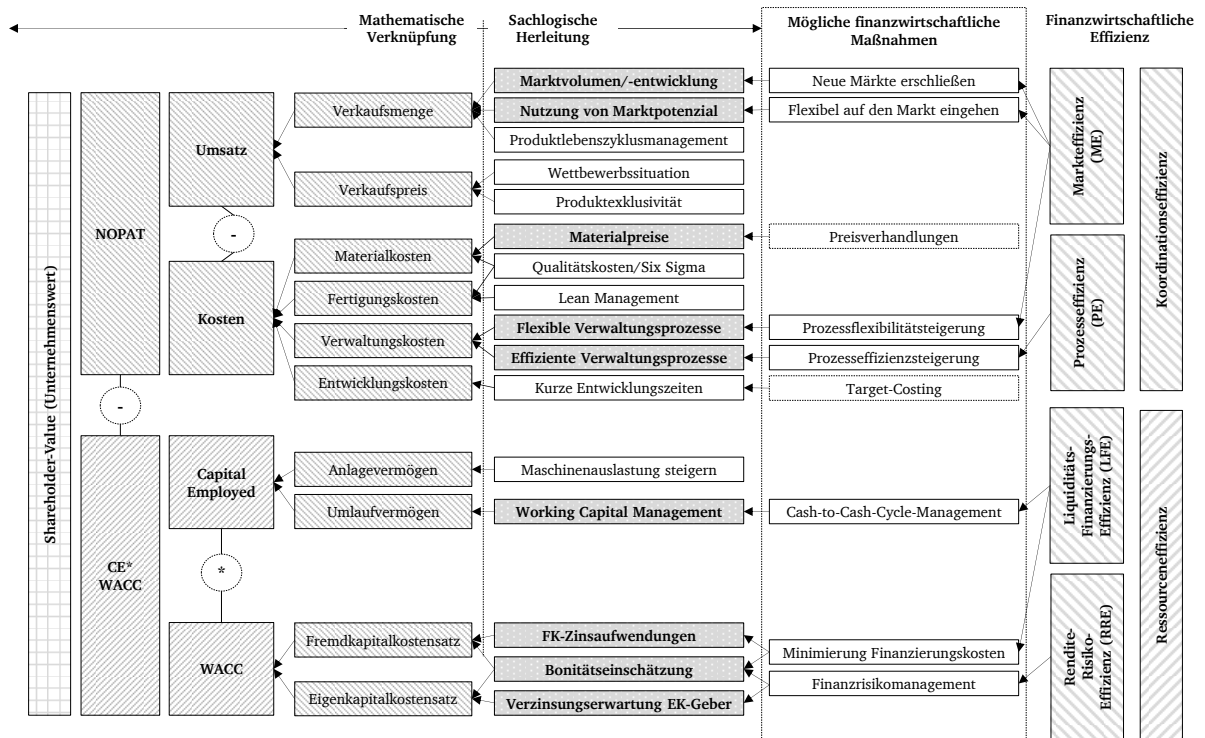 Mathematische
Verknüpfung
Sachlogische
Herleitung
Mögliche finanzwirtschaftliche
Maßnahmen
Finanzwirtschaftliche
Effizienz
Shareholder-Value (Unternehmenswert)
NOPAT
-
CE*
WACC
Umsatz
-
Kosten
Capital
Employed
*
WACC
Verkaufsmenge
Verkaufspreis
Materialkosten
Fertigungskosten
Verwaltungskosten
Entwicklungskosten
Anlagevermögen
Umlaufvermögen
Fremdkapitalkostensatz
Eigenkapitalkostensatz
Marktvolumen/-entwicklung
Nutzung von Marktpotenzial
Produktlebenszyklusmanagement
Wettbewerbssituation
Produktexklusivität
Materialpreise
Qualitätskosten/Six Sigma
Lean Management
Flexible Verwaltungsprozesse
Effiziente Verwaltungsprozesse
Kurze Entwicklungszeiten
Maschinenauslastung steigern
Working Capital Management
FK-Zinsaufwendungen
Bonitätseinschätzung
Verzinsungserwartung EK-Geber
Neue Märkte erschließen
Flexibel auf den Markt eingehen
Preisverhandlungen
Prozessflexibilitätsteigerung
Prozesseffizienzsteigerung
Target-Costing
Cash-to-Cash-Cycle-Management
Minimierung Finanzierungskosten
Finanzrisikomanagement
Markteffizienz
(ME)
Prozesseffizienz
(PE)
Liquiditäts-
Finanzierungs-
Effizienz (LFE)
Rendite-
Risiko-
Effizienz (RRE)
Koordinationseffizienz
Ressourceneffizienz